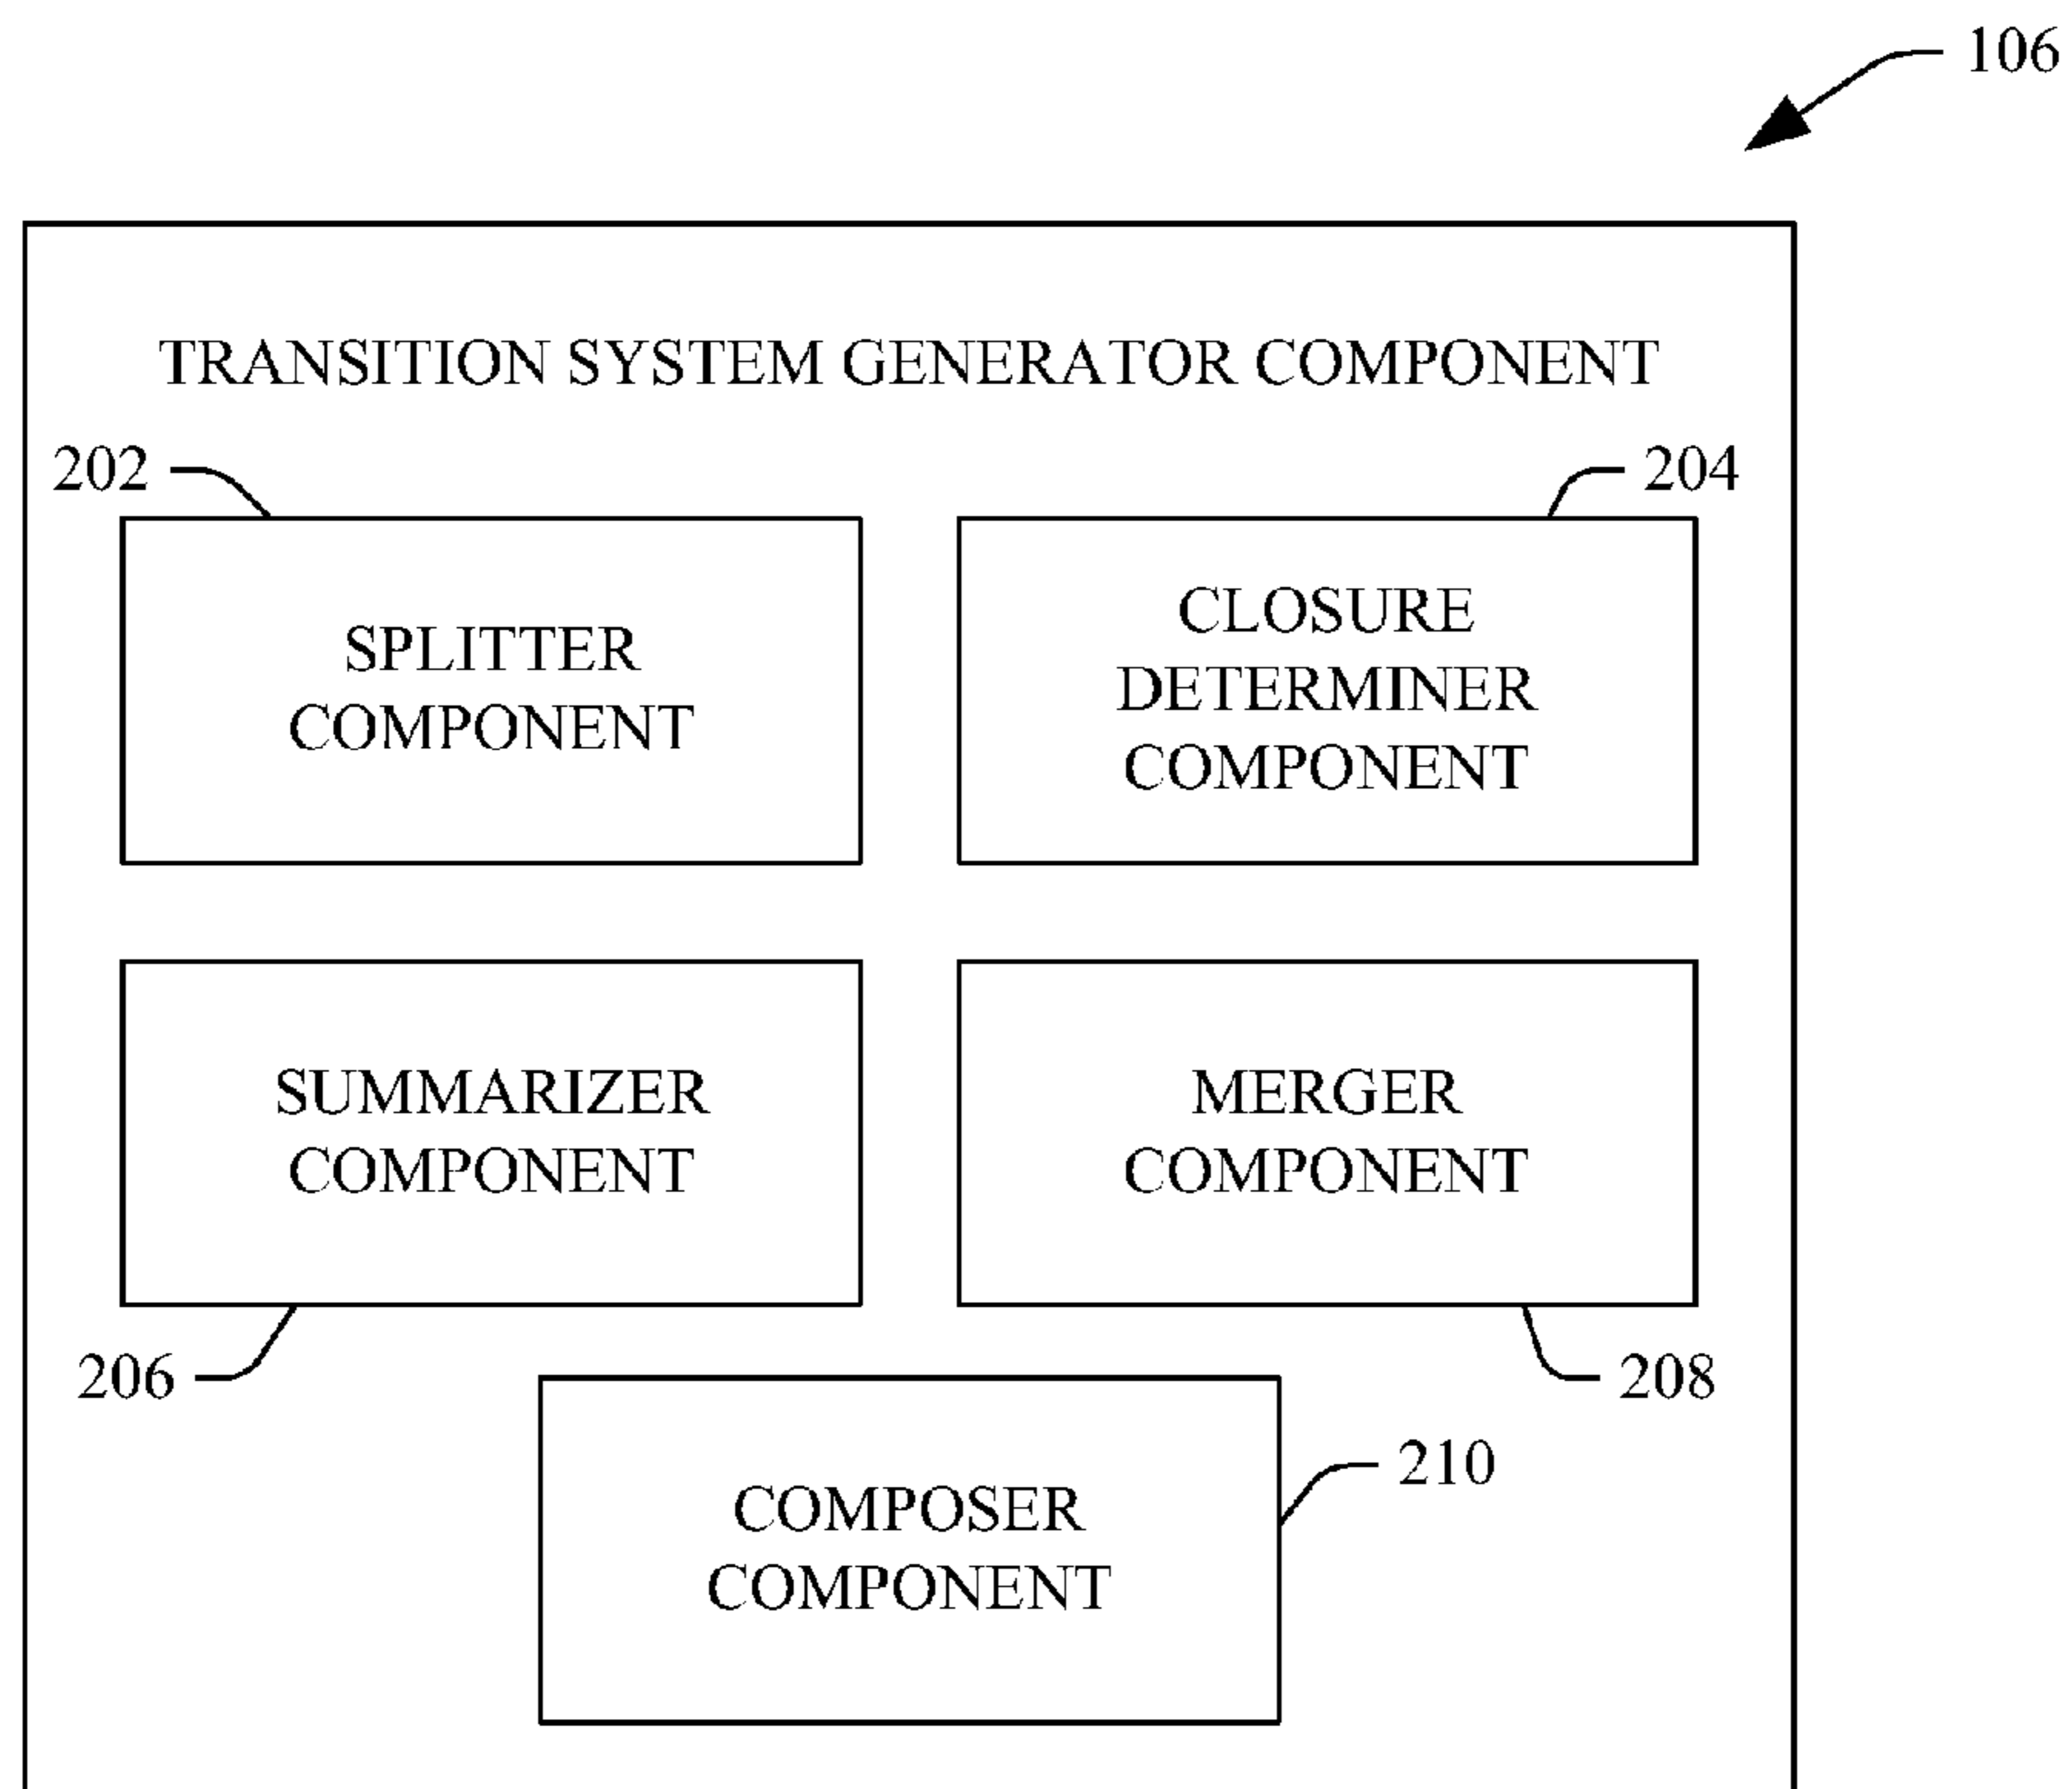 106
TRANSITION SYSTEM GENERATOR COMPONENT
202
204
SPLITTER
COMPONENT
CLOSURE
DETERMINER
COMPONENT
SUMMARIZER
COMPONENT
MERGER
COMPONENT
206
208
COMPOSER
COMPONENT
210